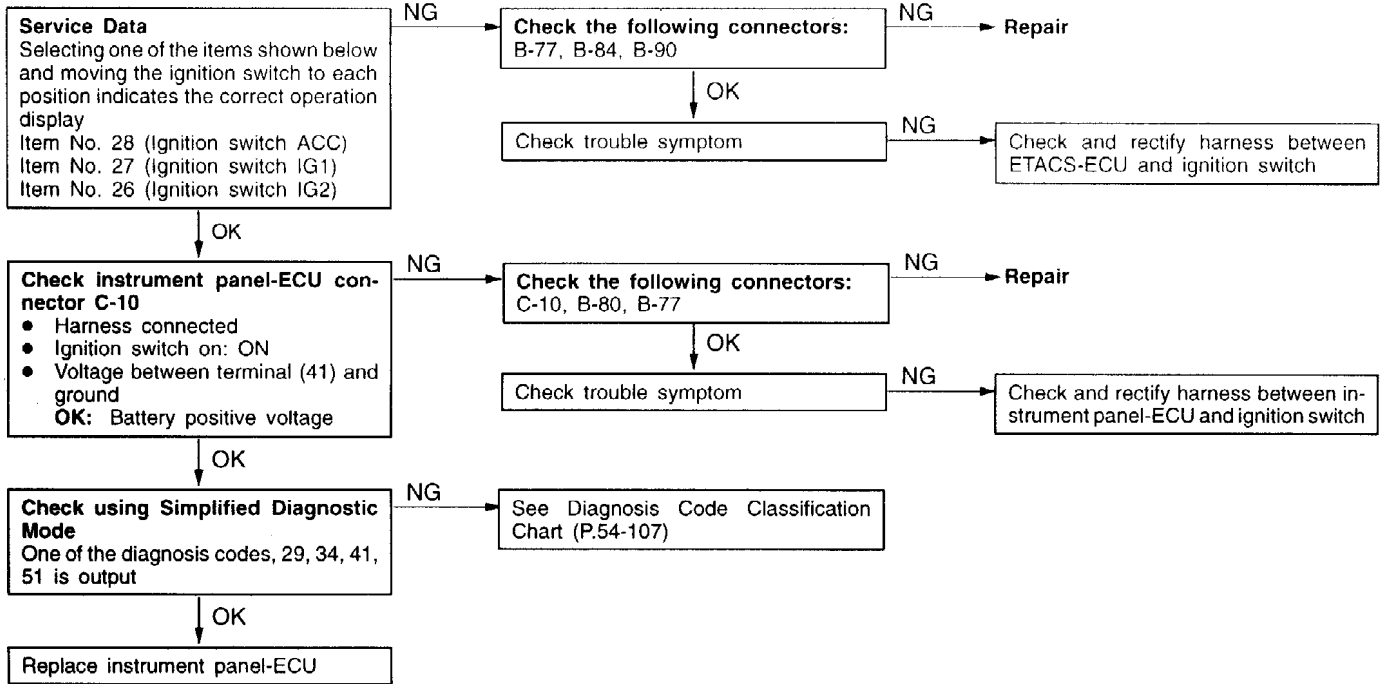 Service Data
Selecting one of the items shown below
and moving the ignition switch to each
position indicates the correct operation
display
Item No. 28 (Ignition switch ACC)
Item No. 27 (Ignition switch IG1)
Item No. 26 (Ignition switch IG2)
NG
Check the following connectors:
B-77, B-84, B-90
NG
Repair
OK
Check trouble symptom
NG
Check and rectify harness between
ETACS-ECU and ignition switch
OK
Check instrument panel-ECU con-
nector C-10
● Harness connected
● Ignition switch on: ON
● Voltage between terminal (41) and
ground
OK: Battery positive voltage
NG
Check the following connectors:
C-10, B-80, B-77
NG
Repair
OK
Check trouble symptom
NG
Check and rectify harness between in-
strument panel-ECU and ignition switch
OK
Check using Simplified Diagnostic
Mode
One of the diagnosis codes, 29, 34, 41,
51 is output
NG
See Diagnosis Code Classification
Chart (P.54-107)
OK
Replace instrument panel-ECU